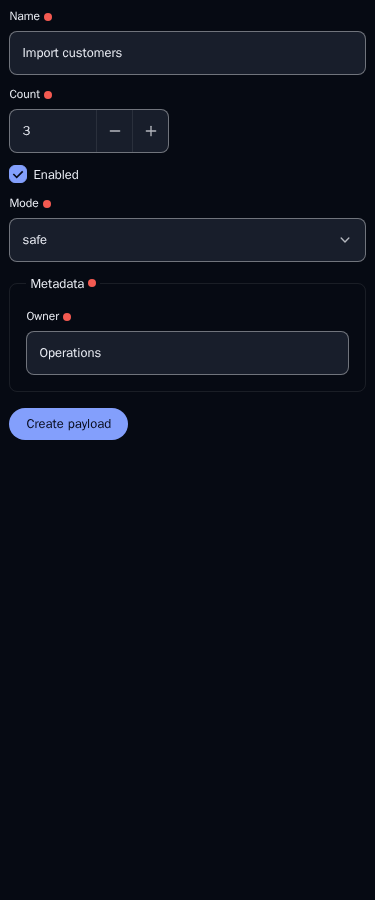 Name
Import customers
Count
3
Enabled
Mode
safe
Metadata
Owner
Operations
Create payload